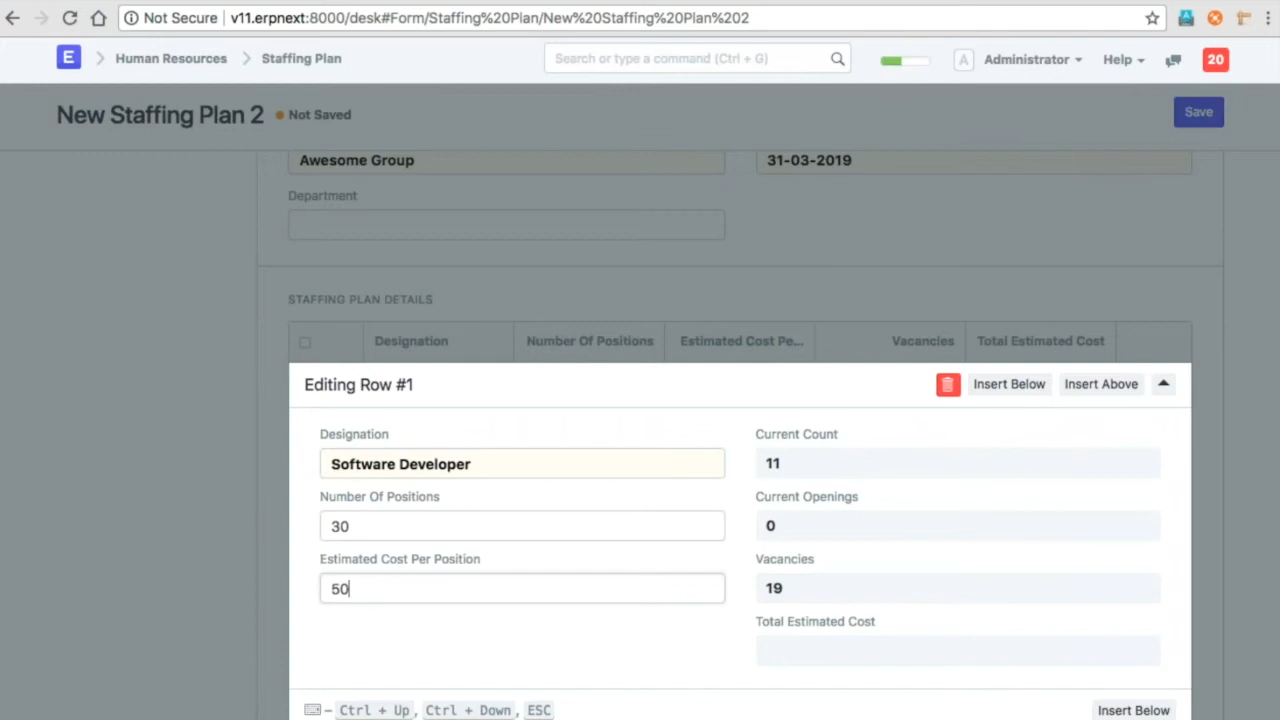 Not Secure | v11.erpnext:8000/desk#Form/Staffing%20Plan/New%20Staffing%20Plan%202
E Human Resources Staffing Plan Search or type a command (Ctrl + G) A Administrator Help 20
New Staffing Plan 2 Not Saved Save
Awesome Group 31-03-2019
Department
STAFFING PLAN DETAILS
Designation Number Of Positions Estimated Cost Pe... Vacancies Total Estimated Cost
Editing Row #1 Insert Below Insert Above
Designation Current Count
Software Developer 11
Number Of Positions Current Openings
30 0
Estimated Cost Per Position Vacancies
50 19
Total Estimated Cost
– Ctrl + Up, Ctrl + Down, ESC Insert Below